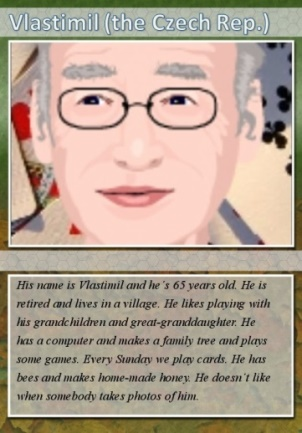 Vlastimil (the Czech Rep.)
His name is Vlastimil and he's 65 years old. He is
retired and lives in a village. He likes playing with
his grandchildren and great-granddaughter. He
has a computer and makes a family tree and plays
some games. Every Sunday we play cards. He has
bees and makes home-made honey. He doesn't like
when somebody takes photos of him.